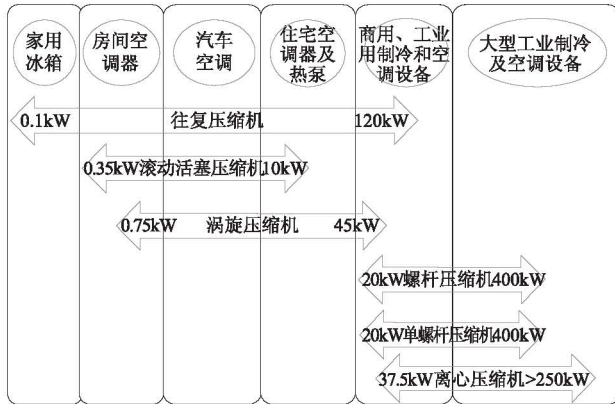 家用
冰箱
房间空
调器
汽车
空调
住宅空
调器及
热泵
商用、工业
用制冷和空
调设备
大型工业制冷
及空调设备
0.1kW 往复压缩机 120kW
0.35kW滚动活塞压缩机10kW
0.75kW 涡旋压缩机 45kW
20kW螺杆压缩机400kW
20kW单螺杆压缩机400kW
37.5kW离心压缩机>250kW